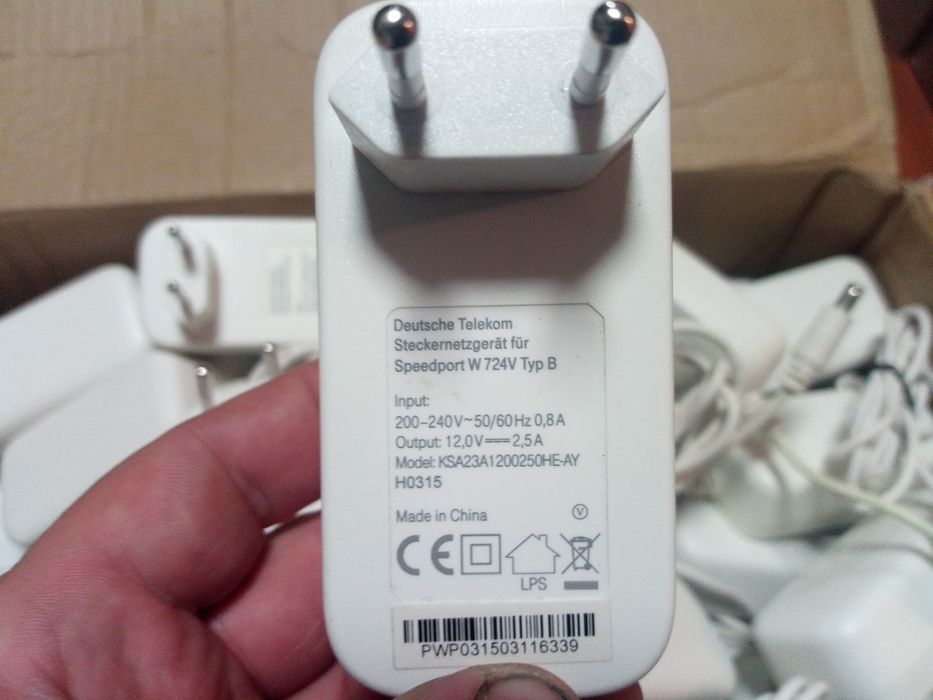 Deutsche Telekom
Steckernetzgerät für
Speedport W 724V Typ B
Input:
200-240V~50/60Hz 0,8A
Output: 12,0V⎓2,5A
Model: KSA23A1200250HE-AY
H0315
Made in China
V
CE
LPS
PWP031503116339